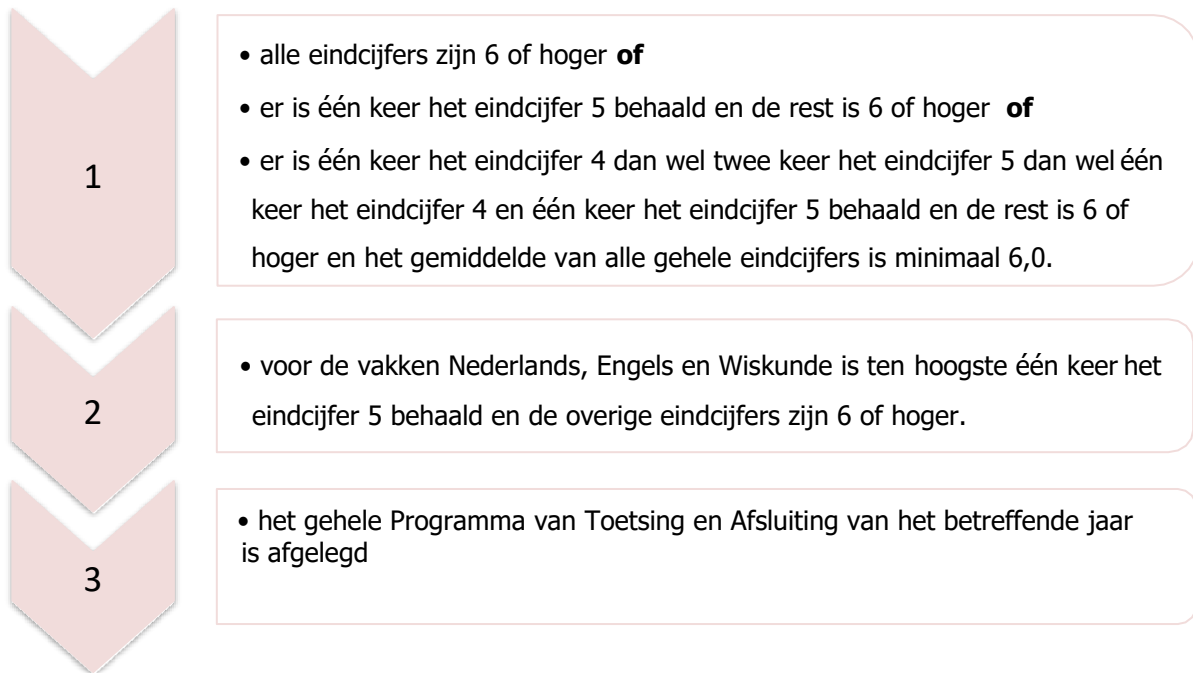 1
• alle eindcijfers zijn 6 of hoger of
• er is één keer het eindcijfer 5 behaald en de rest is 6 of hoger of
• er is één keer het eindcijfer 4 dan wel twee keer het eindcijfer 5 dan wel één
keer het eindcijfer 4 en één keer het eindcijfer 5 behaald en de rest is 6 of
hoger en het gemiddelde van alle gehele eindcijfers is minimaal 6,0.
2
• voor de vakken Nederlands, Engels en Wiskunde is ten hoogste één keer het
eindcijfer 5 behaald en de overige eindcijfers zijn 6 of hoger.
3
• het gehele Programma van Toetsing en Afsluiting van het betreffende jaar
is afgelegd